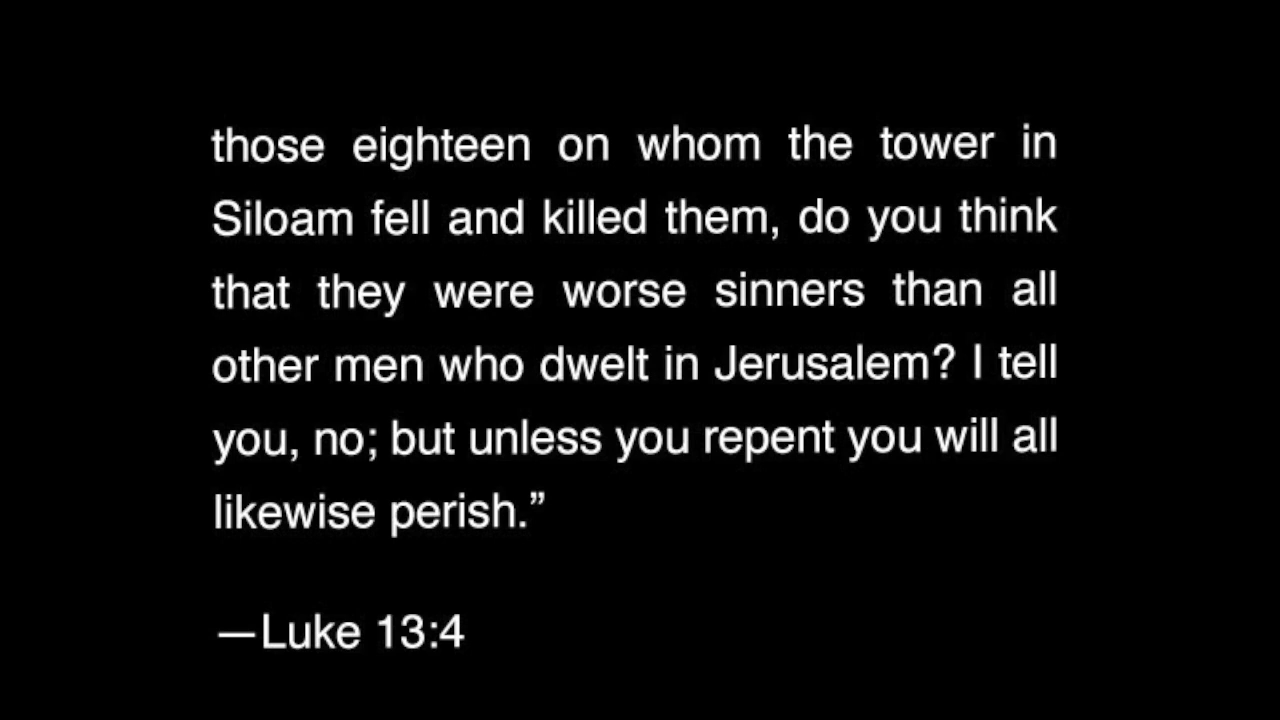 those eighteen on whom the tower in
Siloam fell and killed them, do you think
that they were worse sinners than all
other men who dwelt in Jerusalem? I tell
you, no; but unless you repent you will all
likewise perish.”
—Luke 13:4